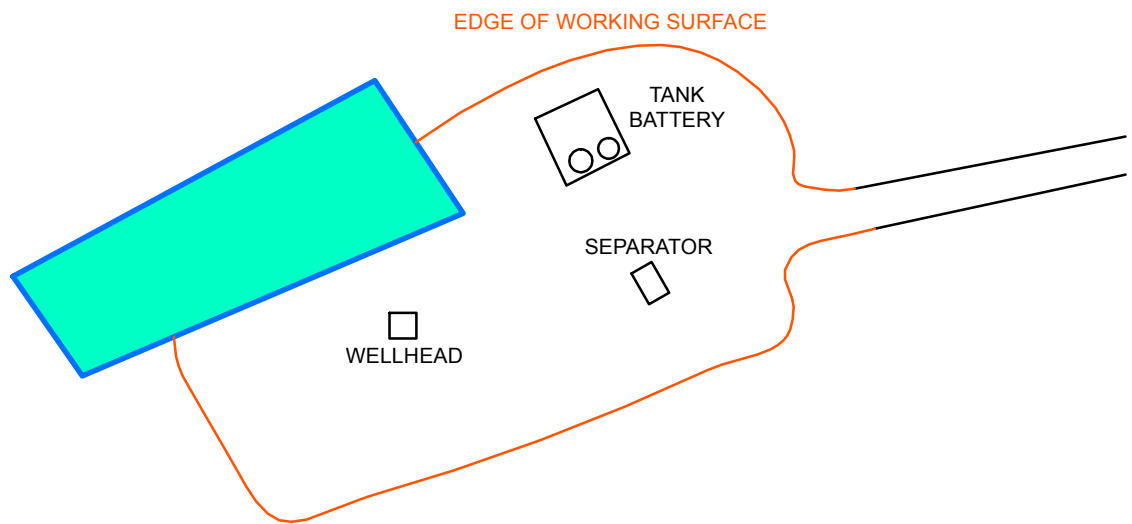 EDGE OF WORKING SURFACE
TANK
BATTERY
SEPARATOR
WELLHEAD